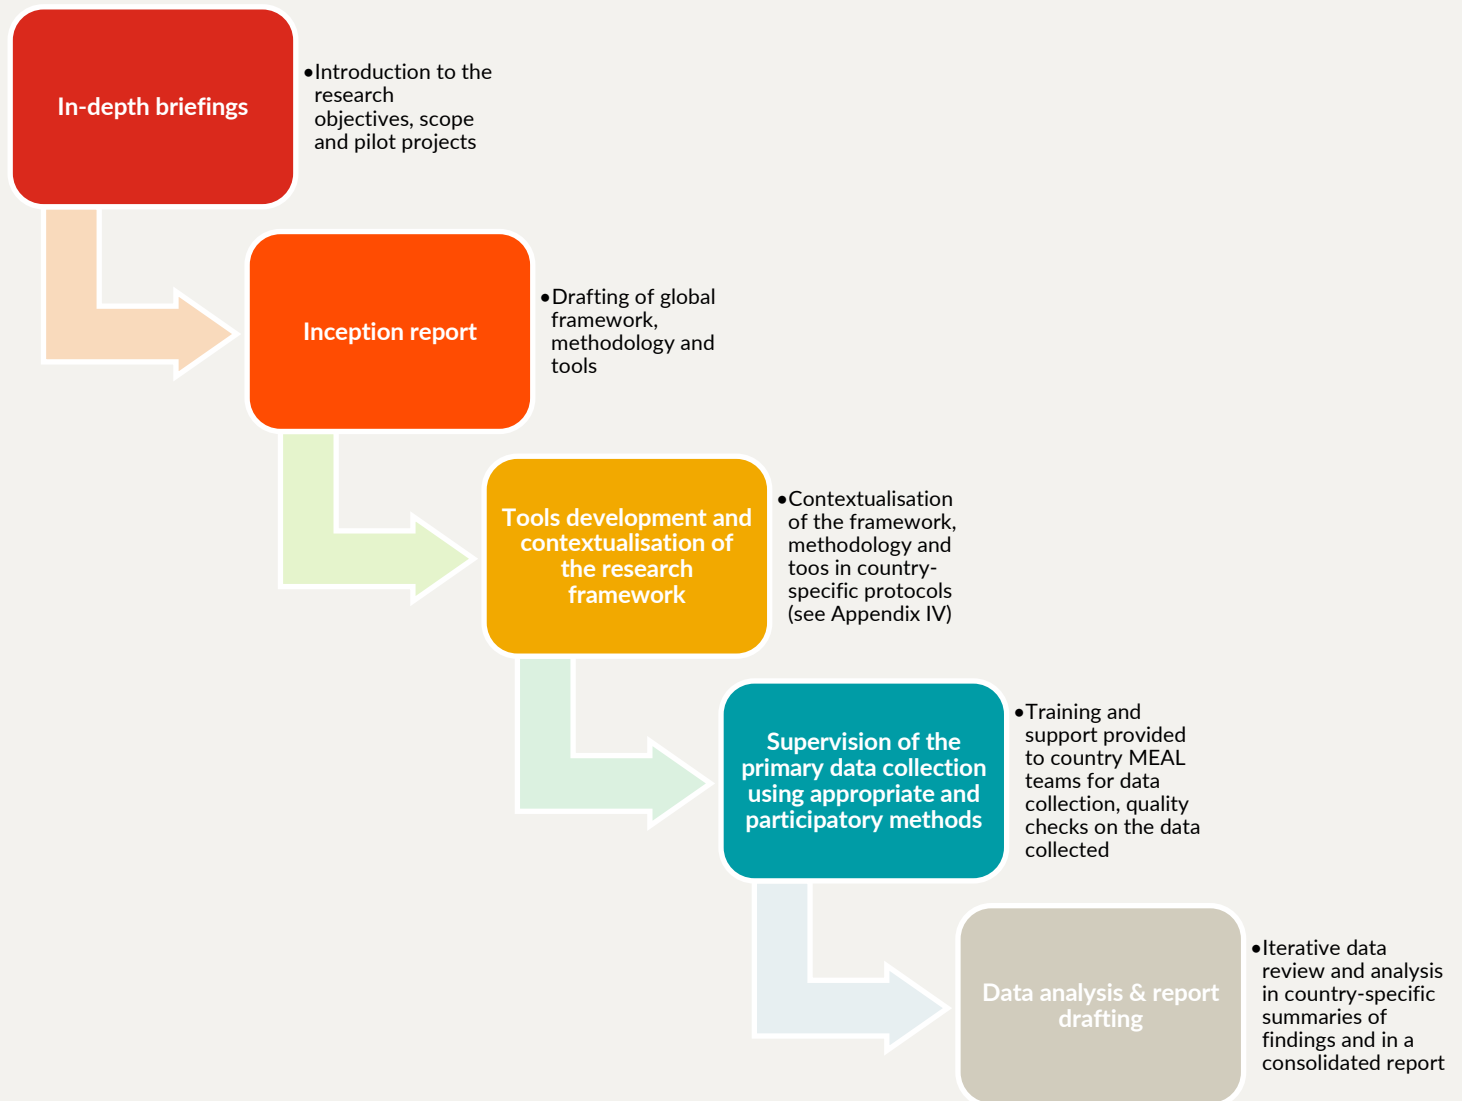 In-depth briefings
•Introduction to the
research
objectives, scope
and pilot projects
Inception report
•Drafting of global
framework,
methodology and
tools
Tools development and
contextualisation of
the research
framework
•Contextualisation
of the framework,
methodology and
toos in country-
specific protocols
(see Appendix IV)
Supervision of the
primary data collection
using appropriate and
participatory methods
•Training and
support provided
to country MEAL
teams for data
collection, quality
checks on the data
collected
Data analysis & report
drafting
•Iterative data
review and analysis
in country-specific
summaries of
findings and in a
consolidated report